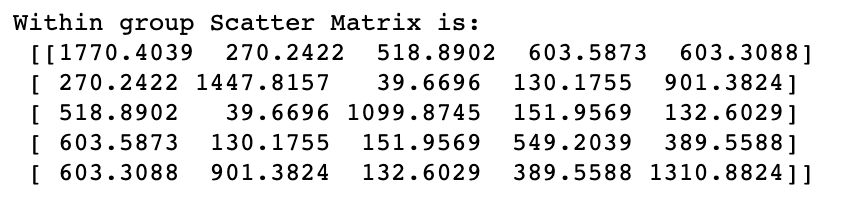 Within group Scatter Matrix is:
[[1770.4039 270.2422 518.8902 603.5873 603.3088]
[ 270.2422 1447.8157 39.6696 130.1755 901.3824]
[ 518.8902 39.6696 1099.8745 151.9569 132.6029]
[ 603.5873 130.1755 151.9569 549.2039 389.5588]
[ 603.3088 901.3824 132.6029 389.5588 1310.8824]]